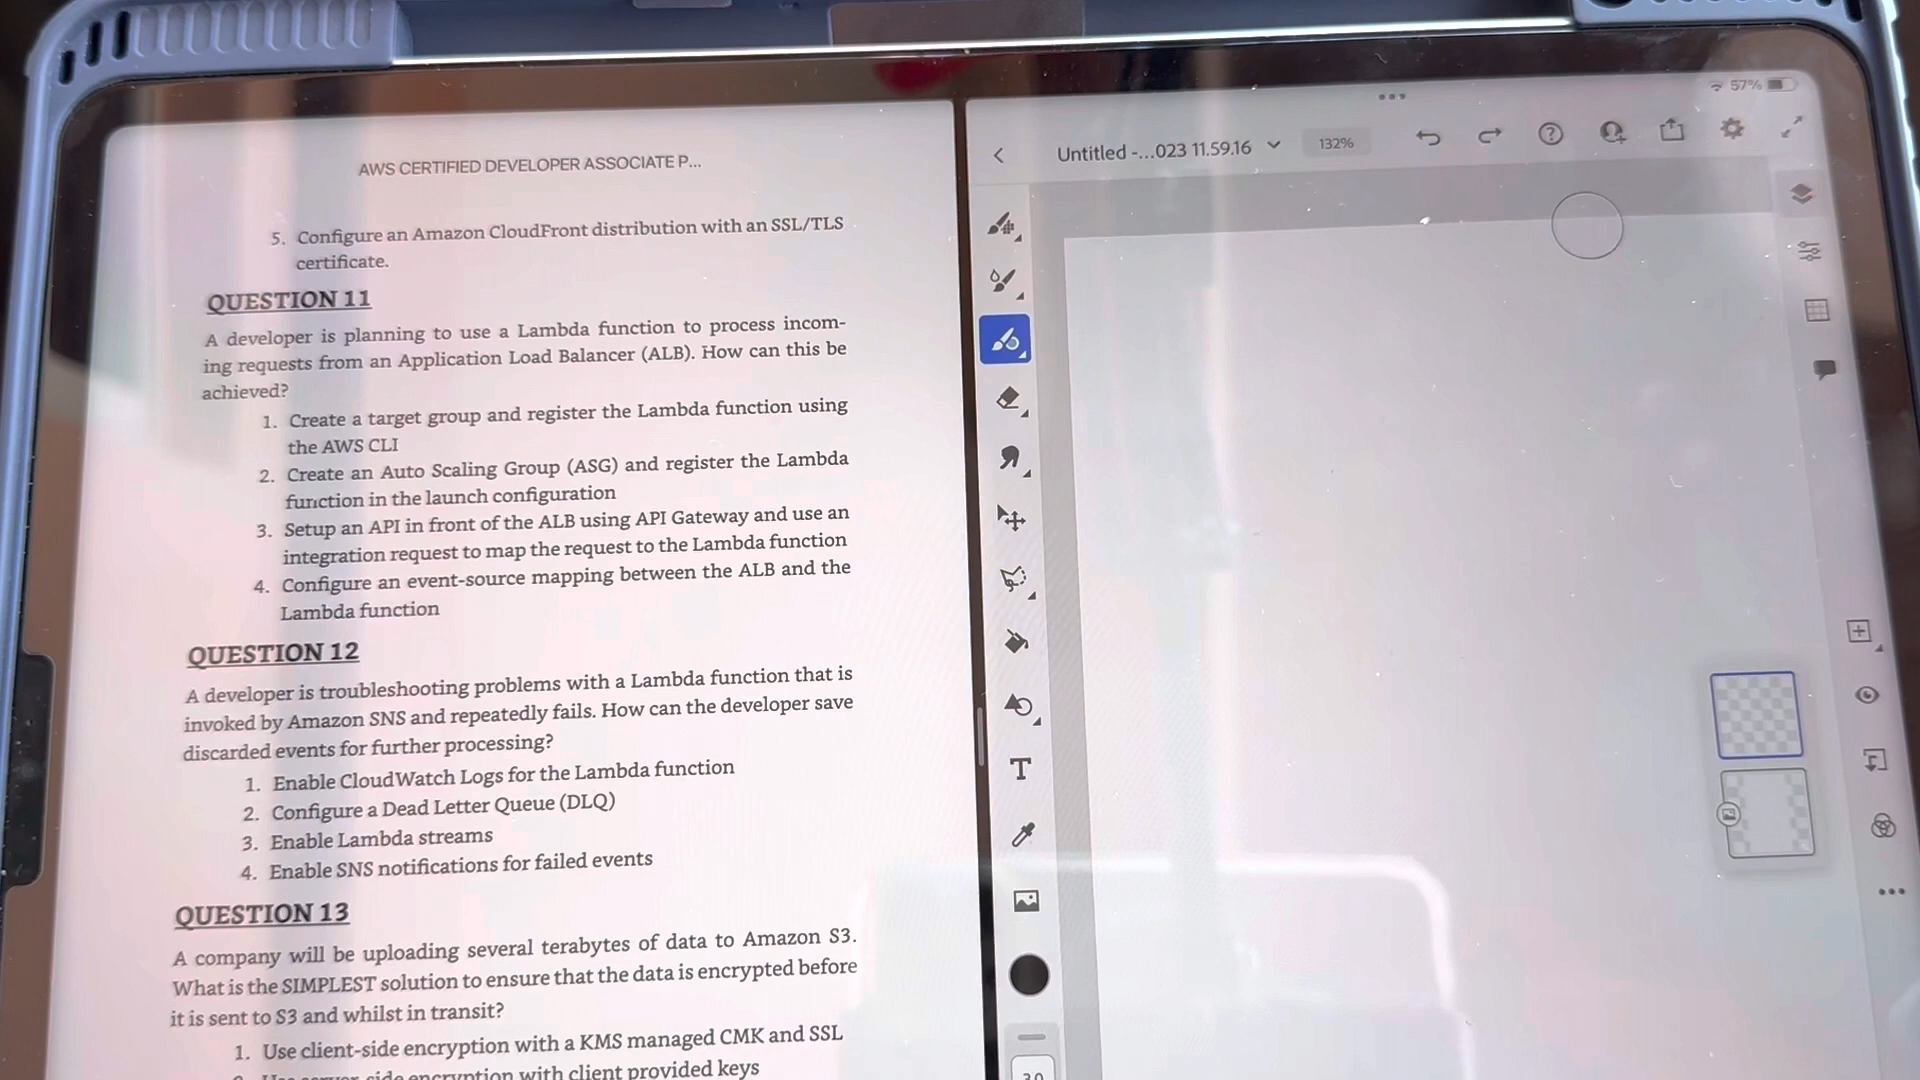 57%
AWS CERTIFIED DEVELOPER ASSOCIATE P...
5. Configure an Amazon CloudFront distribution with an SSL/TLS
certificate.
QUESTION 11
A developer is planning to use a Lambda function to process incom-
ing requests from an Application Load Balancer (ALB). How can this be
achieved?
1. Create a target group and register the Lambda function using
the AWS CLI
2. Create an Auto Scaling Group (ASG) and register the Lambda
function in the launch configuration
3. Setup an API in front of the ALB using API Gateway and use an
integration request to map the request to the Lambda function
4. Configure an event-source mapping between the ALB and the
Lambda function
QUESTION 12
A developer is troubleshooting problems with a Lambda function that is
invoked by Amazon SNS and repeatedly fails. How can the developer save
discarded events for further processing?
1. Enable CloudWatch Logs for the Lambda function
2. Configure a Dead Letter Queue (DLQ)
3. Enable Lambda streams
4. Enable SNS notifications for failed events
QUESTION 13
A company will be uploading several terabytes of data to Amazon S3.
What is the SIMPLEST solution to ensure that the data is encrypted before
it is sent to S3 and whilst in transit?
1. Use client-side encryption with a KMS managed CMK and SSL
encryption with client provided keys
Untitled -...023 11.59.16
132%
T